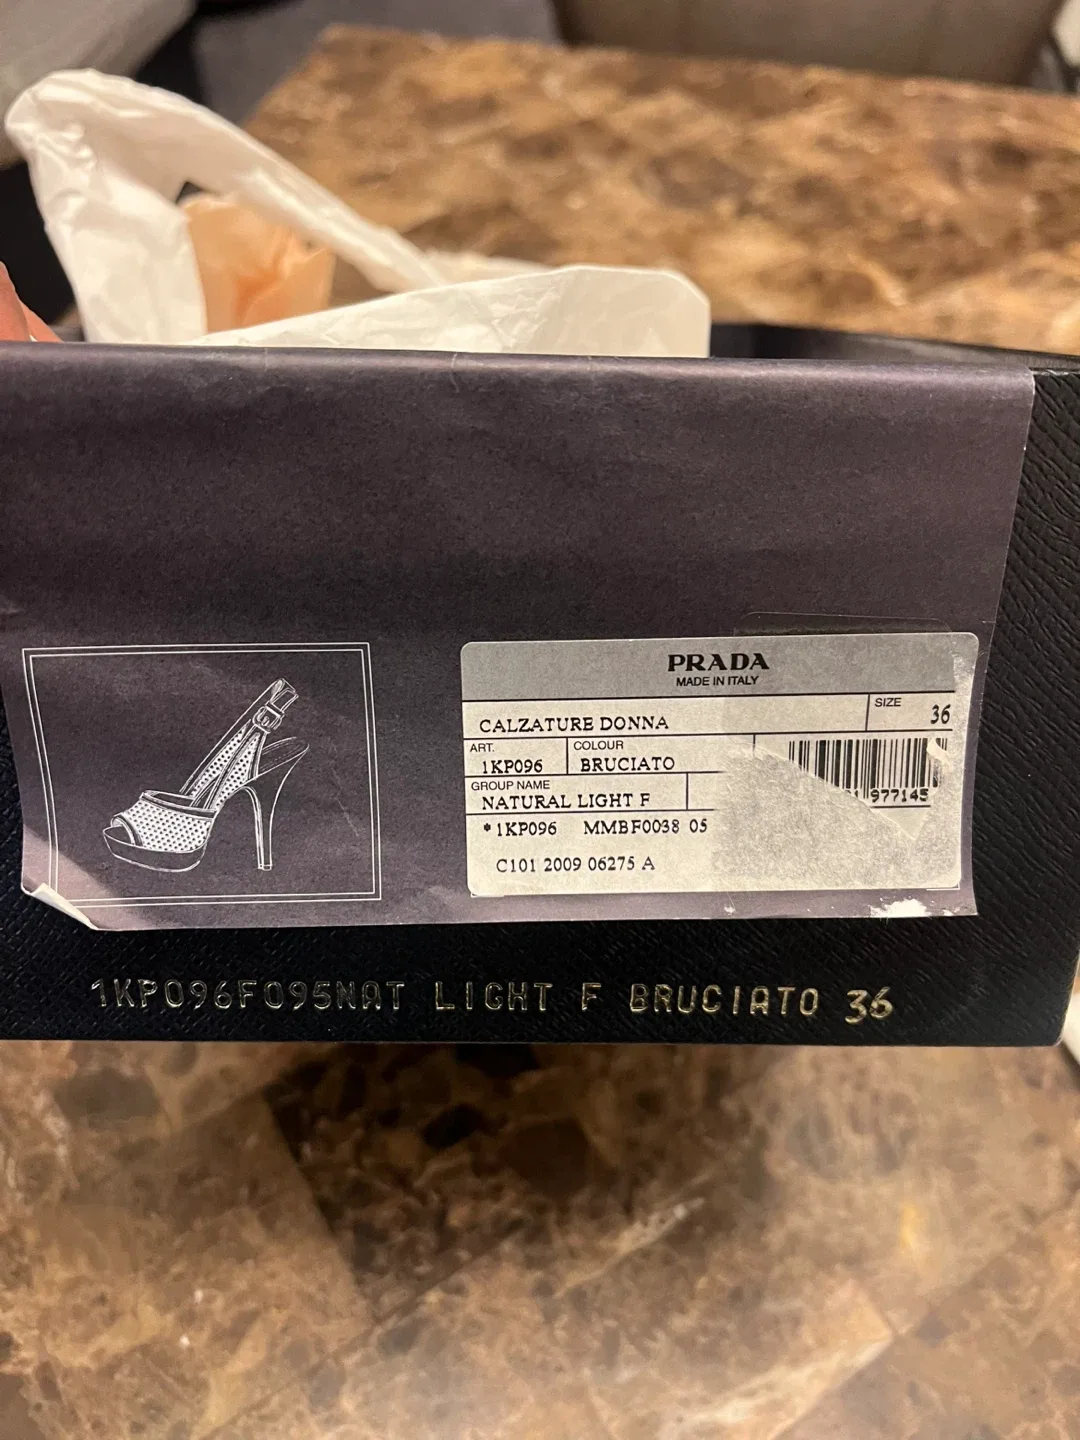 PRADA
MADE IN ITALY
CALZATURE DONNA
SIZE
36
ART.
1KP096
COLOUR
BRUCIATO
GROUP NAME
NATURAL LIGHT F
977145
*1KP096 MMBF0038 05
C101 2009 06275 A
1KP096F095NAT LIGHT F BRUCIATO 36